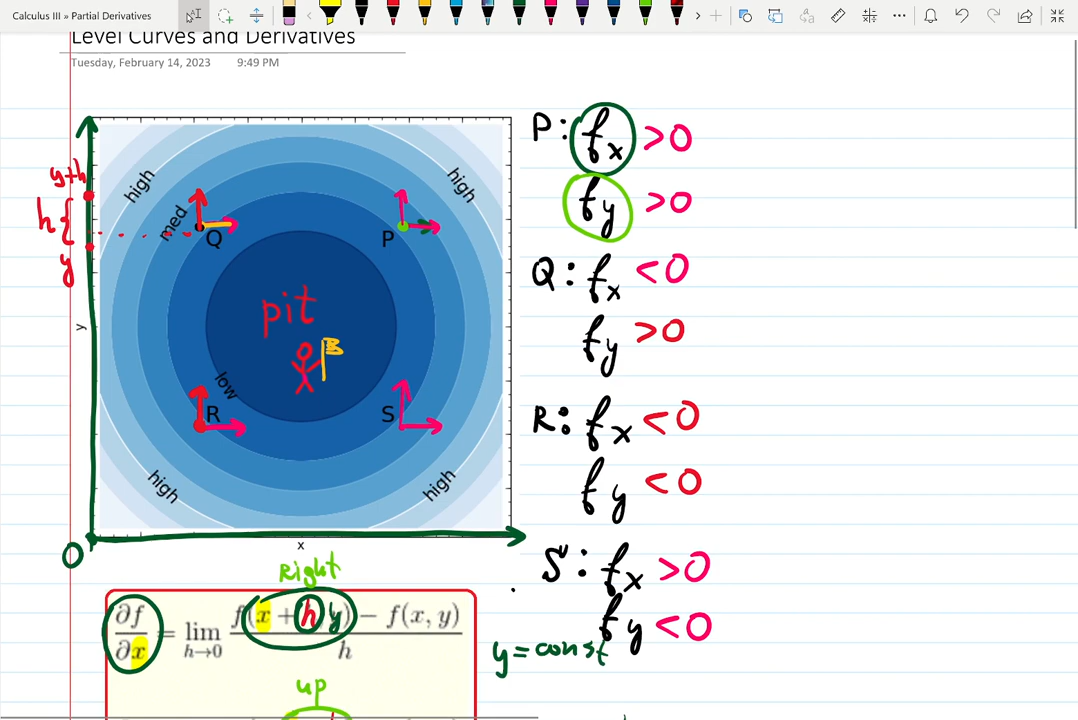 Calculus III » Partial Derivatives
Level Curves and Derivatives
Tuesday, February 14, 2023 9:49 PM
high
high
med
Q
P
y+h
h{
y
y
pit
low
R
S
high
high
0
x
P: fx >0
fy >0
Q: fx <0
fy >0
R: fx <0
fy <0
S: fx >0
fy <0
y = const
Right
∂f/∂x = lim h→0 f(x + h, y) − f(x, y) / h
up